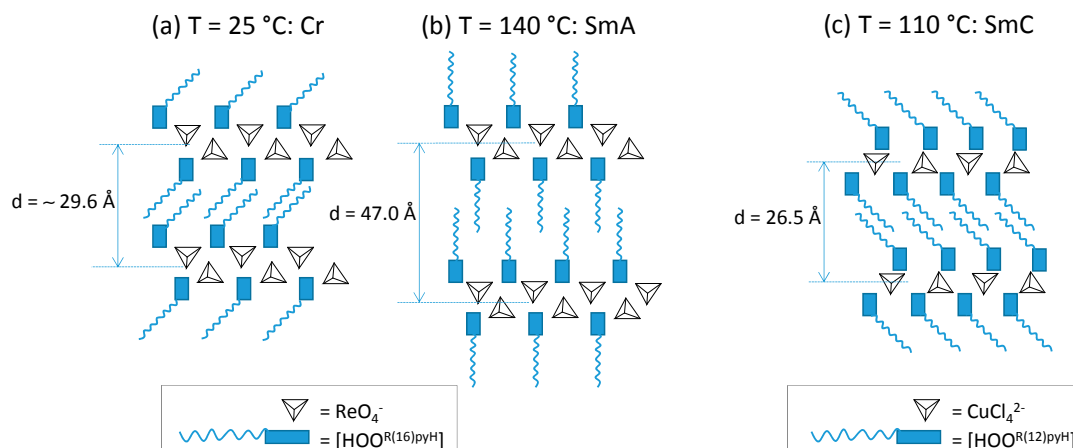 (a) T = 25 °C: Cr
(b) T = 140 °C: SmA
(c) T = 110 °C: SmC
d = ~ 29.6 Å
d = 47.0 Å
d = 26.5 Å
= ReO₄⁻
= [HOOᴿ⁽¹⁶⁾ᵖʸᴴ]
= CuCl₄²⁻
= [HOOᴿ⁽¹²⁾ᵖʸᴴ]